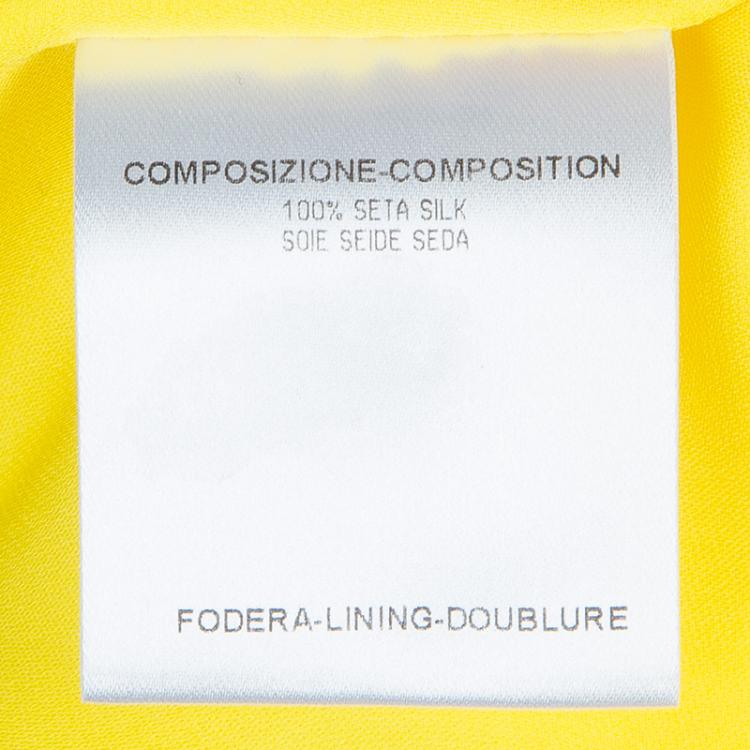 COMPOSIZIONE-COMPOSITION
100% SETA SILK
SOIE SEIDE SEDA
FODERA-LINING-DOUBLURE